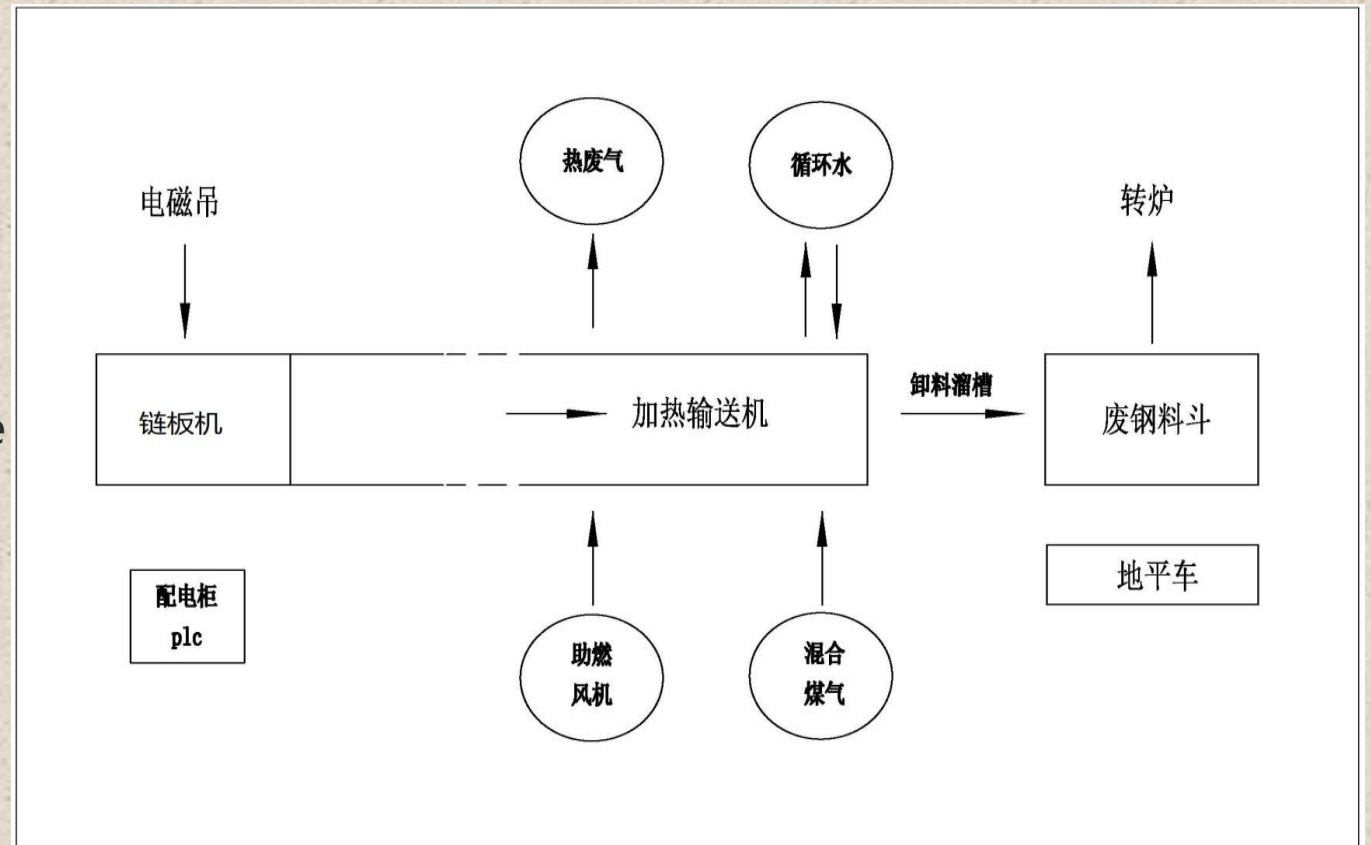 热废气
循环水
电磁吊
转炉
链板机
加热输送机
卸料溜槽
废钢料斗
e
配电柜
plc
地平车
助燃
风机
混合
煤气